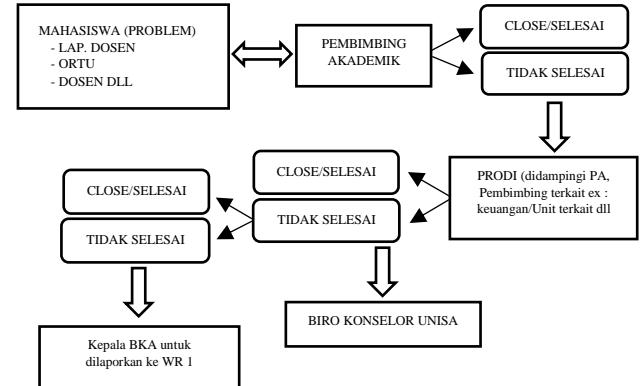 MAHASISWA (PROBLEM)
- LAP. DOSEN
- ORTU
- DOSEN DLL
PEMBIMBING
AKADEMIK
CLOSE/SELESAI
TIDAK SELESAI
PRODI (didampingi PA,
Pembimbing terkait ex :
keuangan/Unit terkait dll
CLOSE/SELESAI
TIDAK SELESAI
CLOSE/SELESAI
TIDAK SELESAI
BIRO KONSELOR UNISA
Kepala BKA untuk
dilaporkan ke WR 1